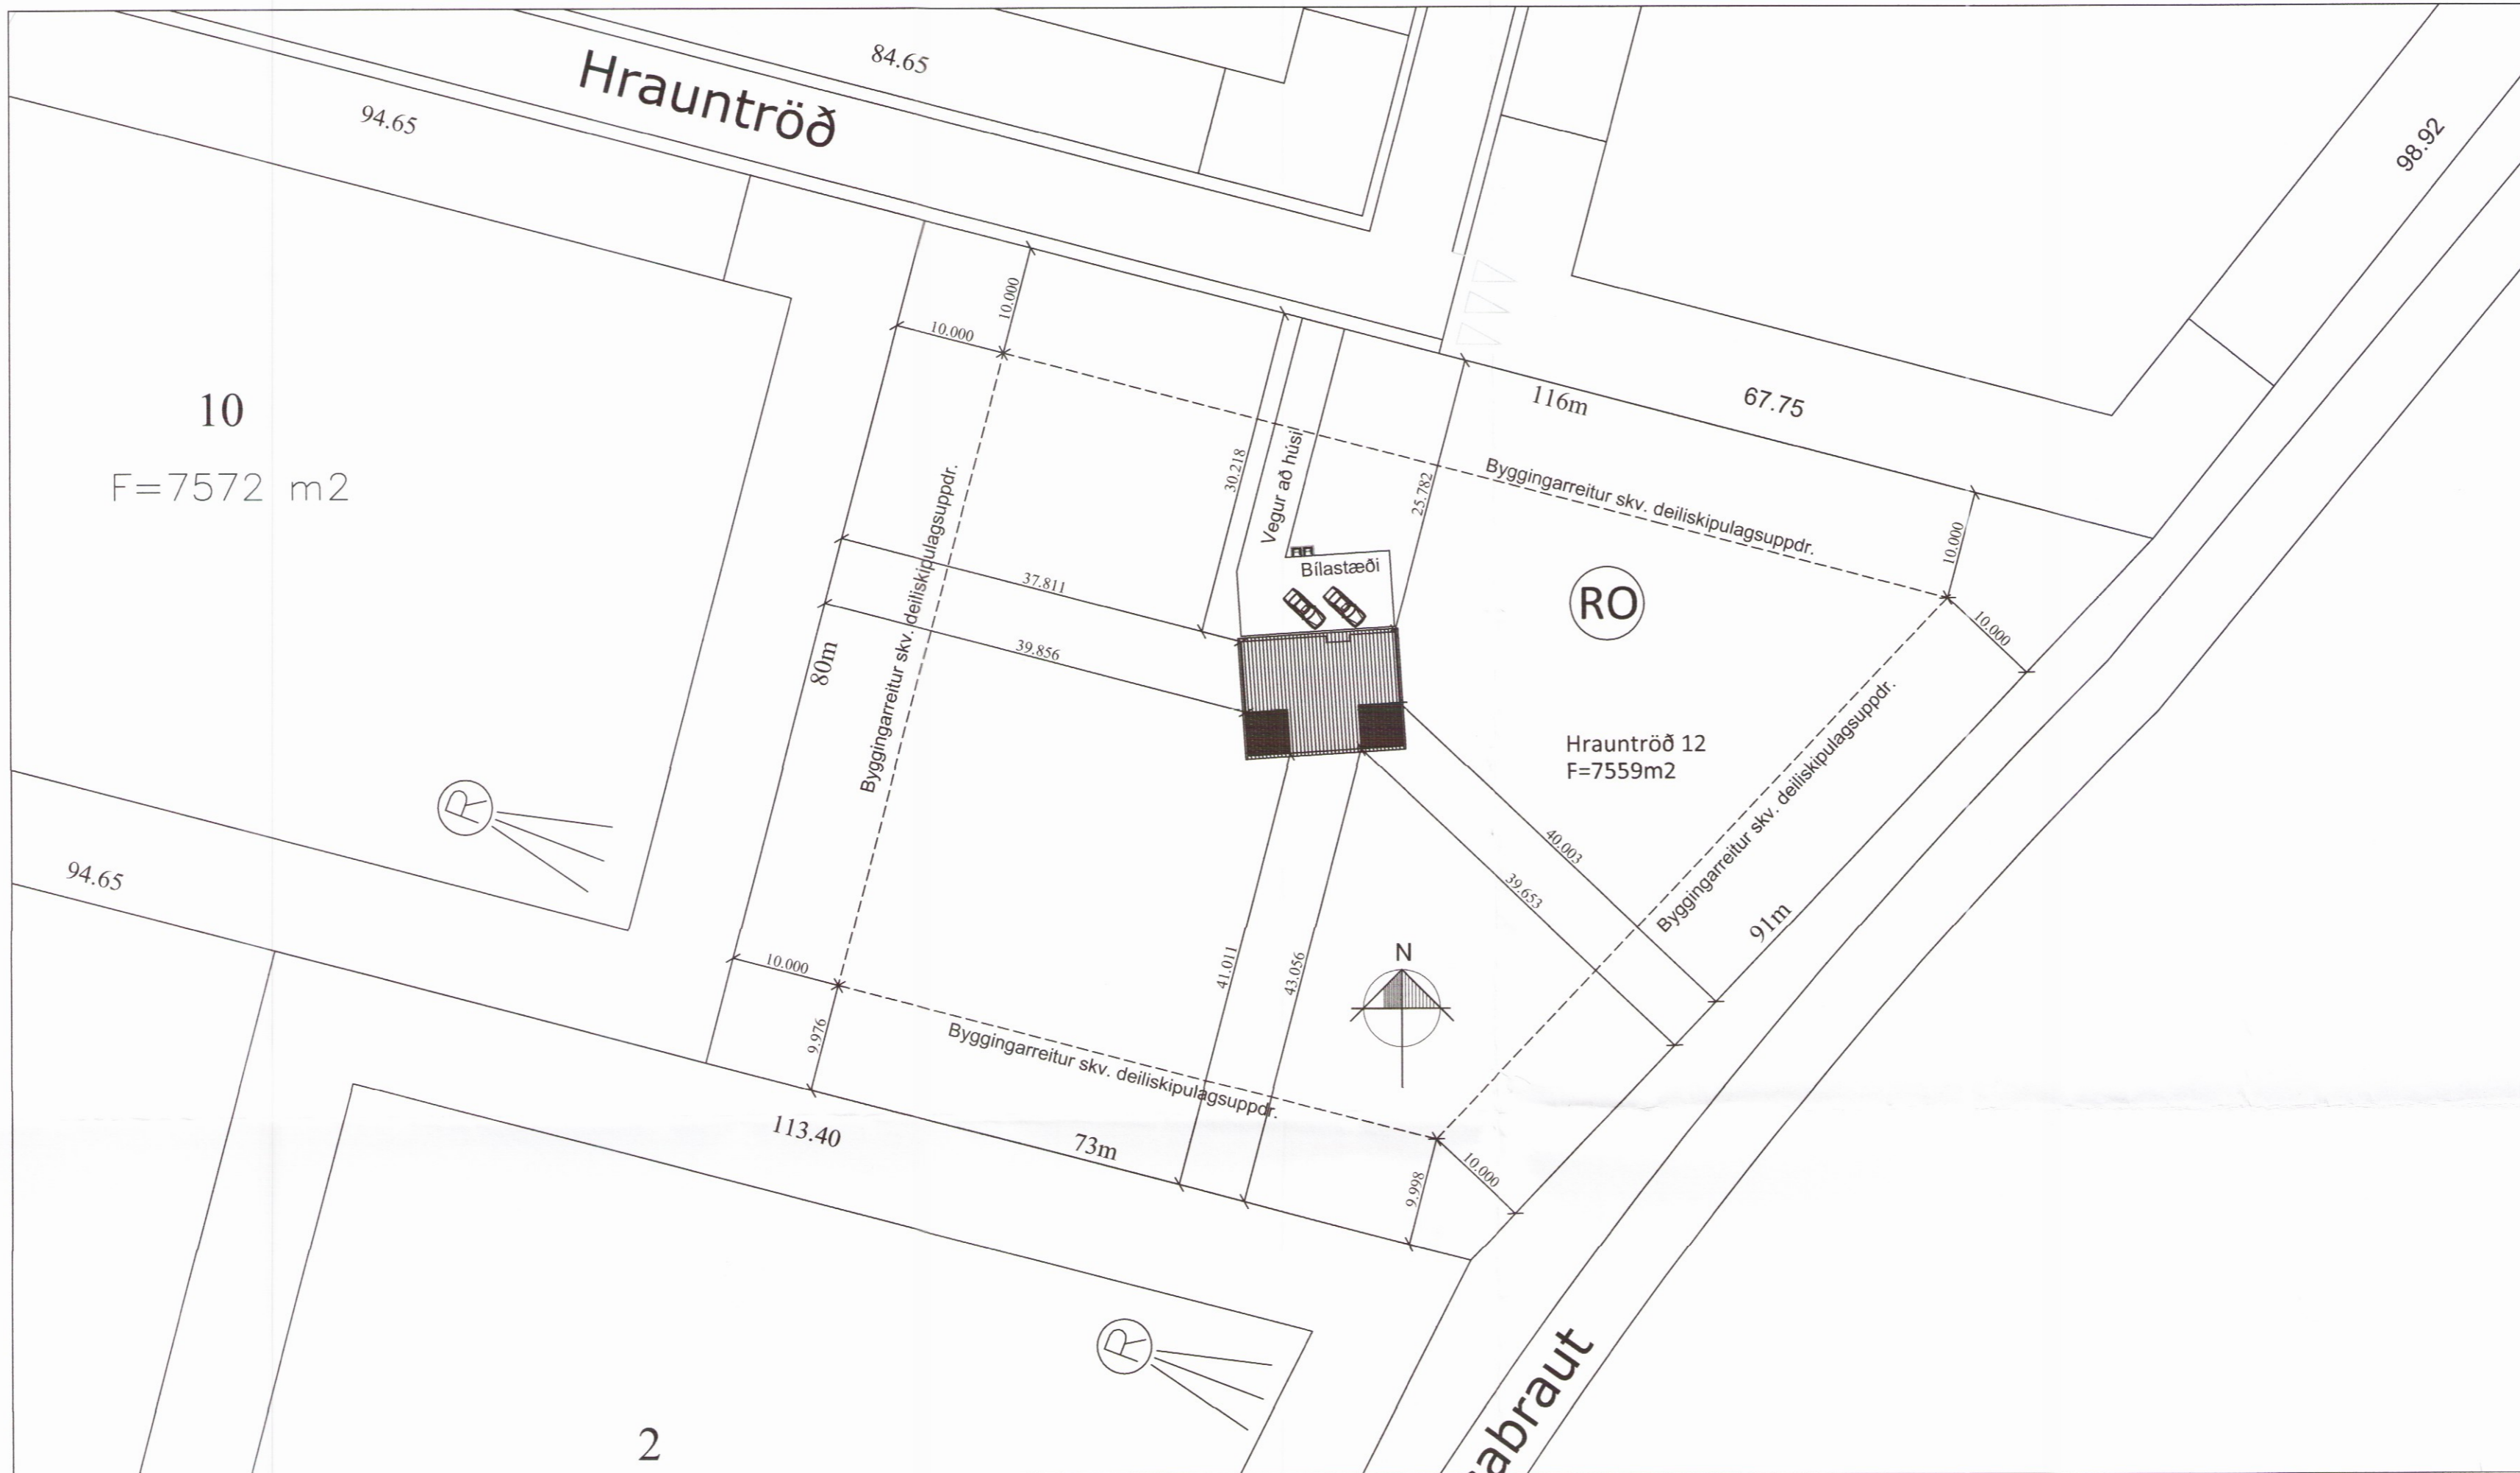 84.65
Hrauntröð
94.65
98.92
10.000
10.000
116m
67.75
10
F=7572 m2
30.218
Vegur að húsi
25.782
Byggingarreitur skv. deiliskipulagsuppdr.
10.000
Byggingarreitur skv. deiliskipulagsuppdr.
Bílastæði
37.811
RO
10.000
39.856
80m
Hrauntröð 12
F=7559m2
Byggingarreitur skv. deiliskipulagsuppdr.
R
40.003
39.653
94.65
91m
N
10.000
41.011
43.056
9.976
Byggingarreitur skv. deiliskipulagsuppdr.
113.40
73m
10.000
9.998
R
abraut
2